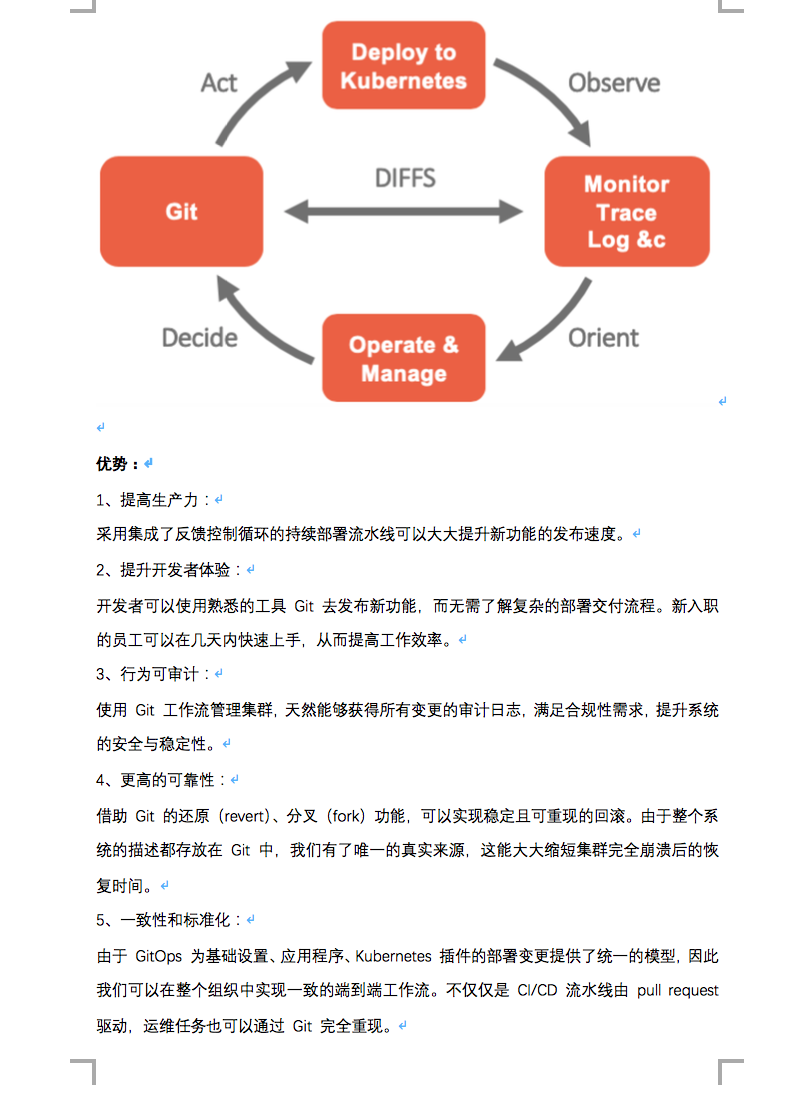 Deploy to
Kubernetes
Act
Observe
DIFFS
Git
Monitor
Trace
Log &c
Decide
Orient
Operate &
Manage
优势：
1、提高生产力：
采用集成了反馈控制循环的持续部署流水线可以大大提升新功能的发布速度。
2、提升开发者体验：
开发者可以使用熟悉的工具 Git 去发布新功能，而无需了解复杂的部署交付流程。新入职
的员工可以在几天内快速上手，从而提高工作效率。
3、行为可审计：
使用 Git 工作流管理集群，天然能够获得所有变更的审计日志，满足合规性需求，提升系统
的安全与稳定性。
4、更高的可靠性：
借助 Git 的还原（revert）、分叉（fork）功能，可以实现稳定且可重现的回滚。由于整个系
统的描述都存放在 Git 中，我们有了唯一的真实来源，这能大大缩短集群完全崩溃后的恢
复时间。
5、一致性和标准化：
由于 GitOps 为基础设置、应用程序、Kubernetes 插件的部署变更提供了统一的模型，因此
我们可以在整个组织中实现一致的端到端工作流。不仅仅是 CI/CD 流水线由 pull request
驱动，运维任务也可以通过 Git 完全重现。